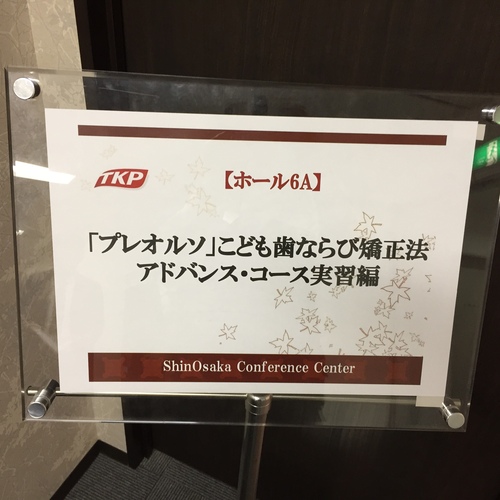 TKP
【ホール6A】
「プレオルソ」こども歯ならび矯正法
アドバンス・コース実習編
ShinOsaka Conference Center